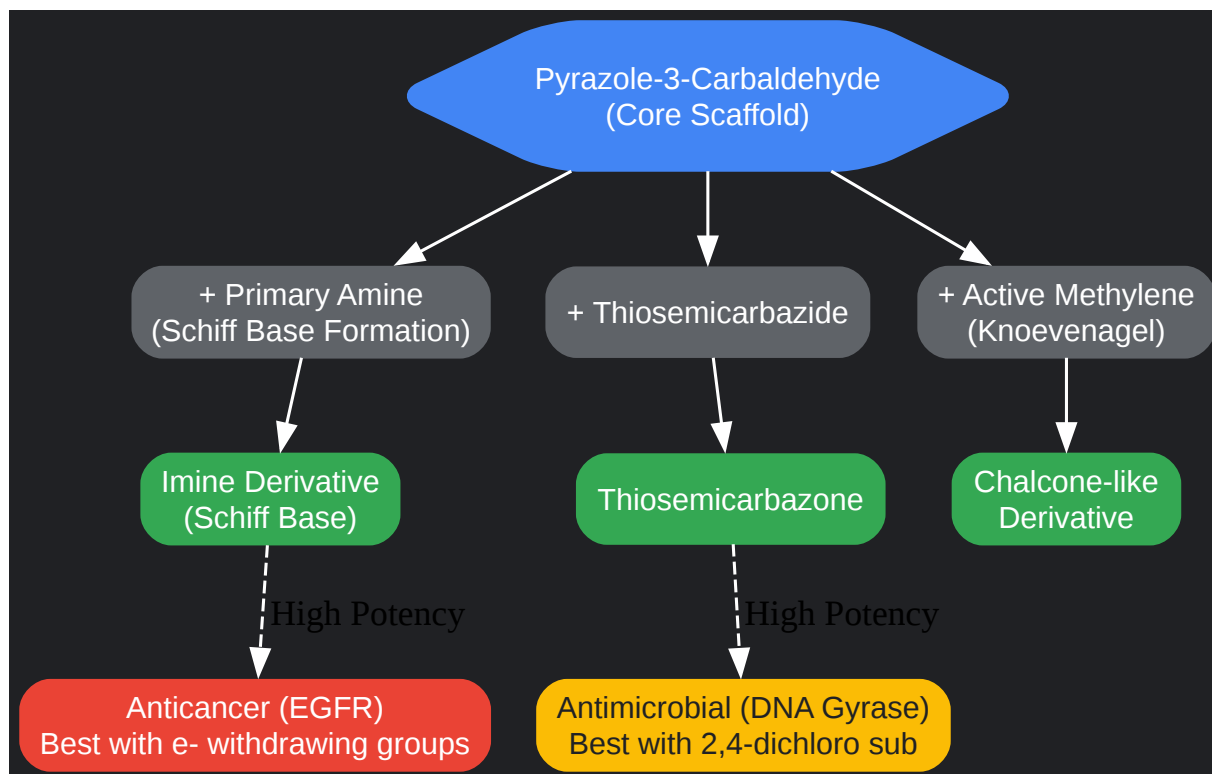 Pyrazole-3-Carbaldehyde
(Core Scaffold)
+ Primary Amine
(Schiff Base Formation)
+ Thiosemicarbazide
+ Active Methylene
(Knoevenagel)
Imine Derivative
(Schiff Base)
Thiosemicarbazone
Chalcone-like
Derivative
High Potency
High Potency
Anticancer (EGFR)
Best with e- withdrawing groups
Antimicrobial (DNA Gyrase)
Best with 2,4-dichloro sub